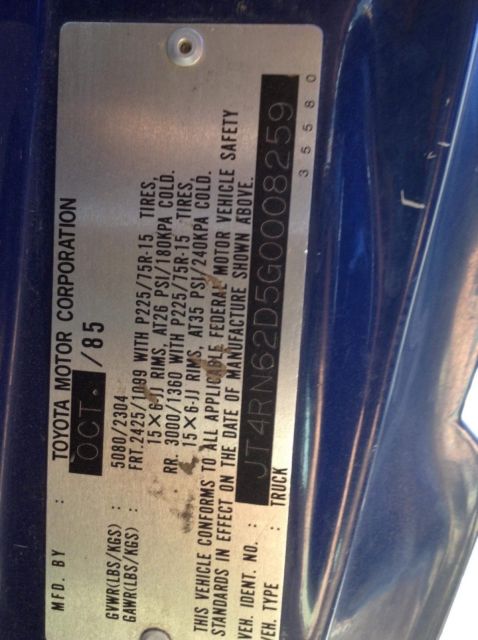 MFD. BY : TOYOTA MOTOR CORPORATION
OCT. /85
GVWR(LBS/KGS) : 5080/2304
GAWR(LBS/KGS) : FRT.2425/1099 WITH P225/75R-15 TIRES,
15×6-JJ RIMS, AT26 PSI/180KPA COLD.
RR. 3000/1360 WITH P225/75R-15 TIRES,
15×6-JJ RIMS, AT35 PSI/240KPA COLD.
THIS VEHICLE CONFORMS TO ALL APPLICABLE FEDERAL MOTOR VEHICLE SAFETY
STANDARDS IN EFFECT ON THE DATE OF MANUFACTURE SHOWN ABOVE.
VEH. IDENT. NO. : JT4RN62D5G0008259
VEH. TYPE : TRUCK
35580